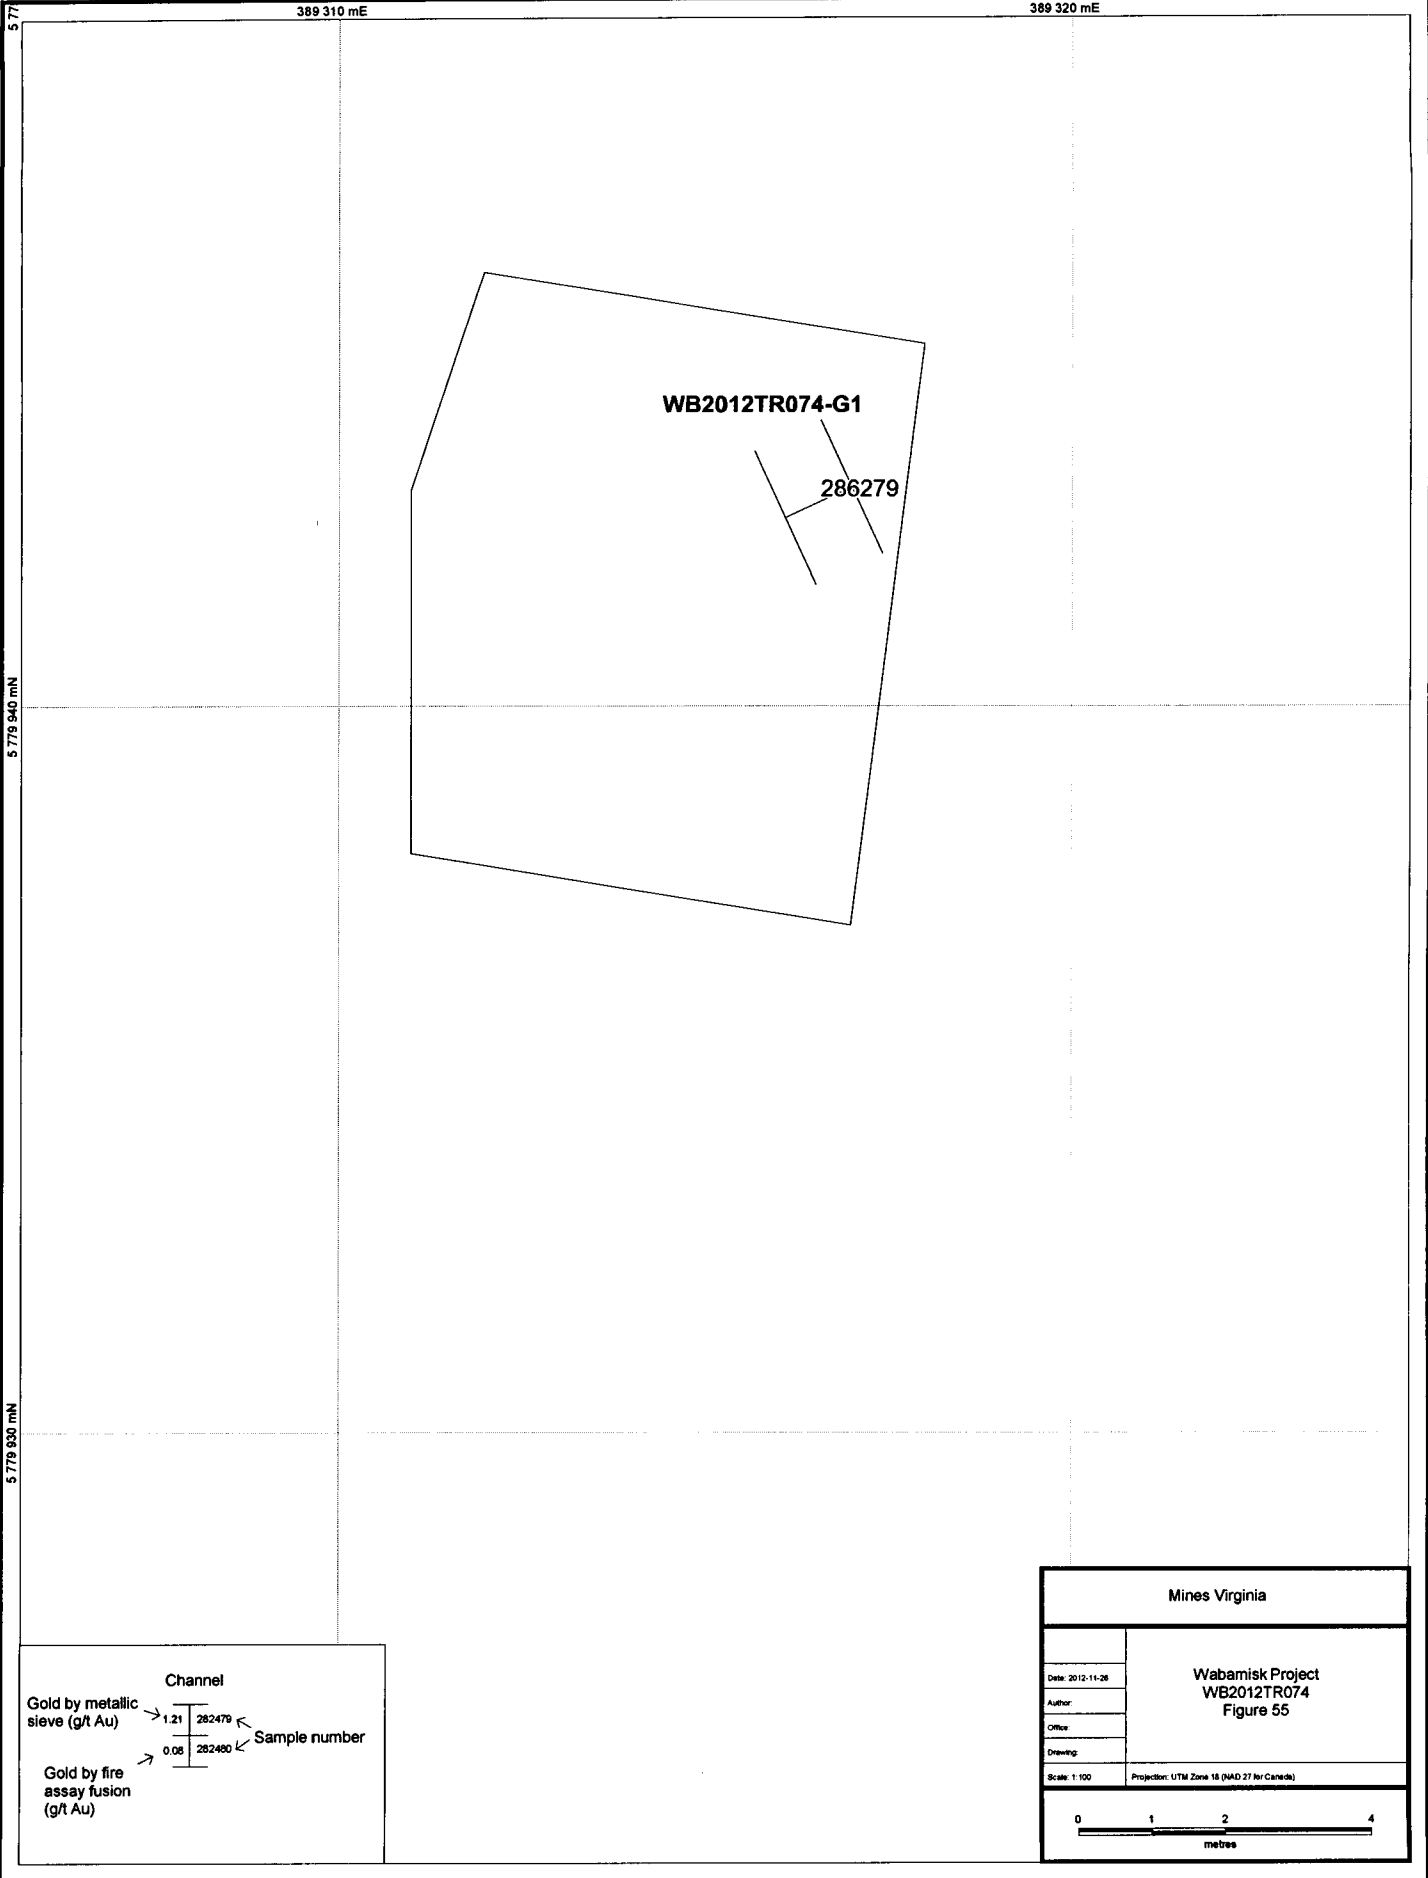 5 77
389 310 mE
389 320 mE
WB2012TR074-G1
286279
5 779 940 mN
5 779 930 mN
Channel
Gold by metallic
sieve (g/t Au)
1.21
282479
0.08
282480
Sample number
Gold by fire
assay fusion
(g/t Au)
Mines Virginia
Date: 2012-11-26
Author:
Office:
Drawing:
Scale: 1:100
Wabamisk Project
WB2012TR074
Figure 55
Projection: UTM Zone 18 (NAD 27 for Canada)
0 1 2 4
metres